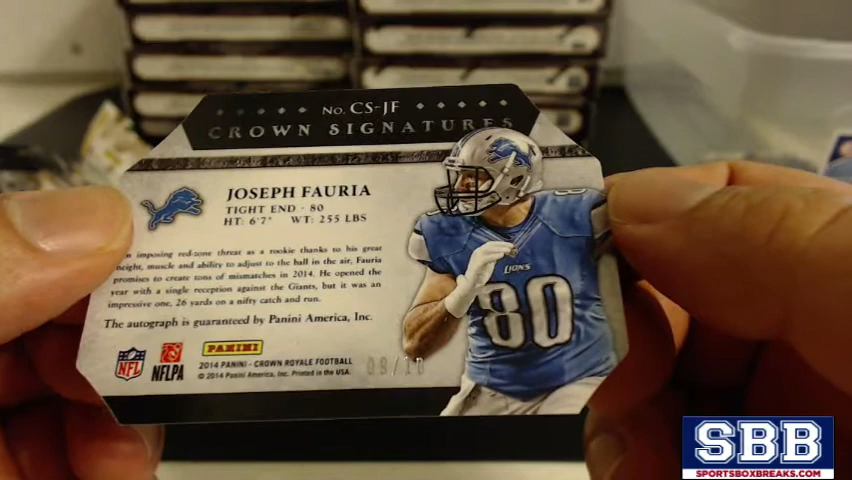 No. CS-JF
CROWN SIGNATURES
JOSEPH FAURIA
TIGHT END · 80
HT: 6'7" WT: 255 LBS
n imposing red-zone threat as a rookie thanks to his great
height, muscle and ability to adjust to the ball in the air, Fauria
promises to create tons of mismatches in 2014. He opened the
year with a single reception against the Giants, but it was an
impressive one, 26 yards on a nifty catch and run.
The autograph is guaranteed by Panini America, Inc.
NFL
NFLPA
PANINI
2014 PANINI - CROWN ROYALE FOOTBALL
© 2014 Panini America, Inc. Printed in the USA.
09/10
80
LIONS
80
SBB
SPORTSBOXBREAKS.COM